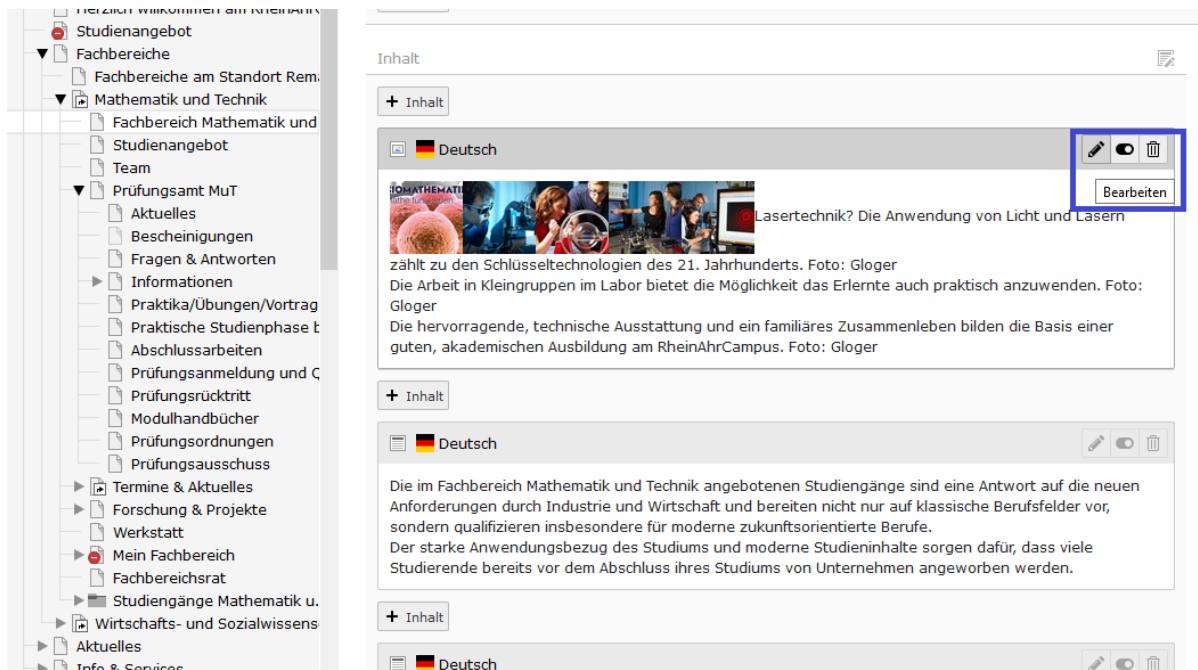 Herzlich willkommen am RheinAhrC
Studienangebot
Fachbereiche
Fachbereiche am Standort Rema
Mathematik und Technik
Fachbereich Mathematik und
Studienangebot
Team
Prüfungsamt MuT
Aktuelles
Bescheinigungen
Fragen & Antworten
Informationen
Praktika/Übungen/Vortrag
Praktische Studienphase b
Abschlussarbeiten
Prüfungsanmeldung und Q
Prüfungsrücktritt
Modulhandbücher
Prüfungsordnungen
Prüfungsausschuss
Termine & Aktuelles
Forschung & Projekte
Werkstatt
Mein Fachbereich
Fachbereichsrat
Studiengänge Mathematik u.
Wirtschafts- und Sozialwissens
Aktuelles
Info & Services
Inhalt
+ Inhalt
Deutsch
Bearbeiten
IOMATHEMATI
Lasertechnik? Die Anwendung von Licht und Lasern
zählt zu den Schlüsseltechnologien des 21. Jahrhunderts. Foto: Gloger
Die Arbeit in Kleingruppen im Labor bietet die Möglichkeit das Erlernte auch praktisch anzuwenden. Foto:
Gloger
Die hervorragende, technische Ausstattung und ein familiäres Zusammenleben bilden die Basis einer
guten, akademischen Ausbildung am RheinAhrCampus. Foto: Gloger
+ Inhalt
Deutsch
Die im Fachbereich Mathematik und Technik angebotenen Studiengänge sind eine Antwort auf die neuen
Anforderungen durch Industrie und Wirtschaft und bereiten nicht nur auf klassische Berufsfelder vor,
sondern qualifizieren insbesondere für moderne zukunftsorientierte Berufe.
Der starke Anwendungsbezug des Studiums und moderne Studieninhalte sorgen dafür, dass viele
Studierende bereits vor dem Abschluss ihres Studiums von Unternehmen angeworben werden.
+ Inhalt
Deutsch